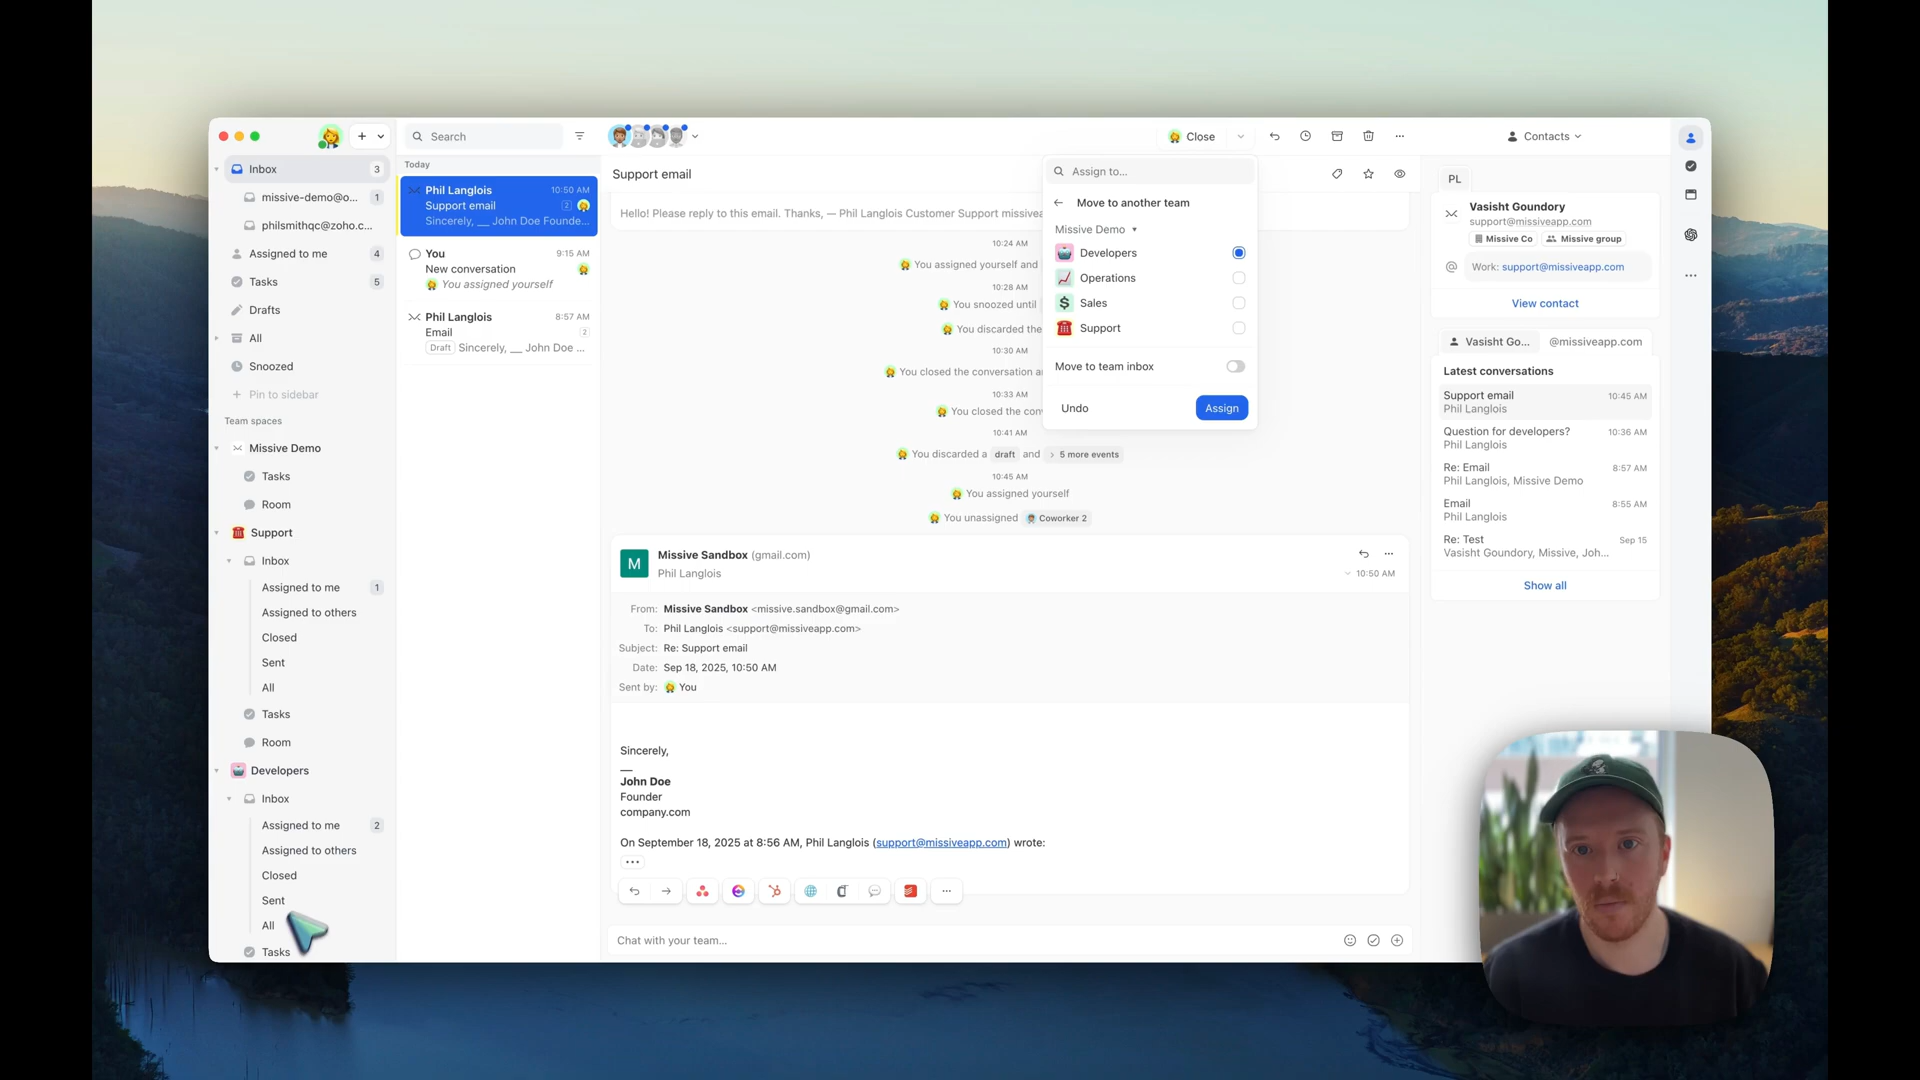 Search
Close
Contacts
Inbox 3
missive-demo@o... 1
philsmithqc@zoho.c...
Assigned to me 4
Tasks 5
Drafts
All
Snoozed
Pin to sidebar
Team spaces
Missive Demo
Tasks
Room
Support
Inbox
Assigned to me 1
Assigned to others
Closed
Sent
All
Tasks
Room
Developers
Inbox
Assigned to me 2
Assigned to others
Closed
Sent
All
Tasks
Today
Phil Langlois 10:50 AM
Support email 2
Sincerely, __ John Doe Founde...
You 9:15 AM
New conversation
You assigned yourself
Phil Langlois 8:57 AM
Email 2
Draft Sincerely, __ John Doe ...
Support email
Hello! Please reply to this email. Thanks, — Phil Langlois Customer Support missivea
10:24 AM
You assigned yourself and
10:28 AM
You snoozed until
You discarded the
10:30 AM
You closed the conversation a
10:33 AM
You closed the con
10:41 AM
You discarded a draft and > 5 more events
10:45 AM
You assigned yourself
You unassigned Coworker 2
Assign to...
Move to another team
Missive Demo
Developers
Operations
Sales
Support
Move to team inbox
Undo
Assign
M
Missive Sandbox (gmail.com)
Phil Langlois
10:50 AM
From: Missive Sandbox <missive.sandbox@gmail.com>
To: Phil Langlois <support@missiveapp.com>
Subject: Re: Support email
Date: Sep 18, 2025, 10:50 AM
Sent by: You
Sincerely,
__
John Doe
Founder
company.com
On September 18, 2025 at 8:56 AM, Phil Langlois (support@missiveapp.com) wrote:
Chat with your team...
PL
Vasisht Goundory
support@missiveapp.com
Missive Co Missive group
Work: support@missiveapp.com
View contact
Vasisht Go... @missiveapp.com
Latest conversations
Support email 10:45 AM
Phil Langlois
Question for developers? 10:36 AM
Phil Langlois
Re: Email 8:57 AM
Phil Langlois, Missive Demo
Email 8:55 AM
Phil Langlois
Re: Test Sep 15
Vasisht Goundory, Missive, Joh...
Show all